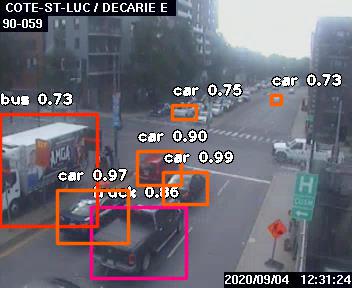 COTE-ST-LUC / DECARIE E
90-059
car 0.75
car 0.73
bus 0.73
car 0.90
car 0.99
car 0.97
truck 0.86
H
CUSM
2020/09/04 12:31:24